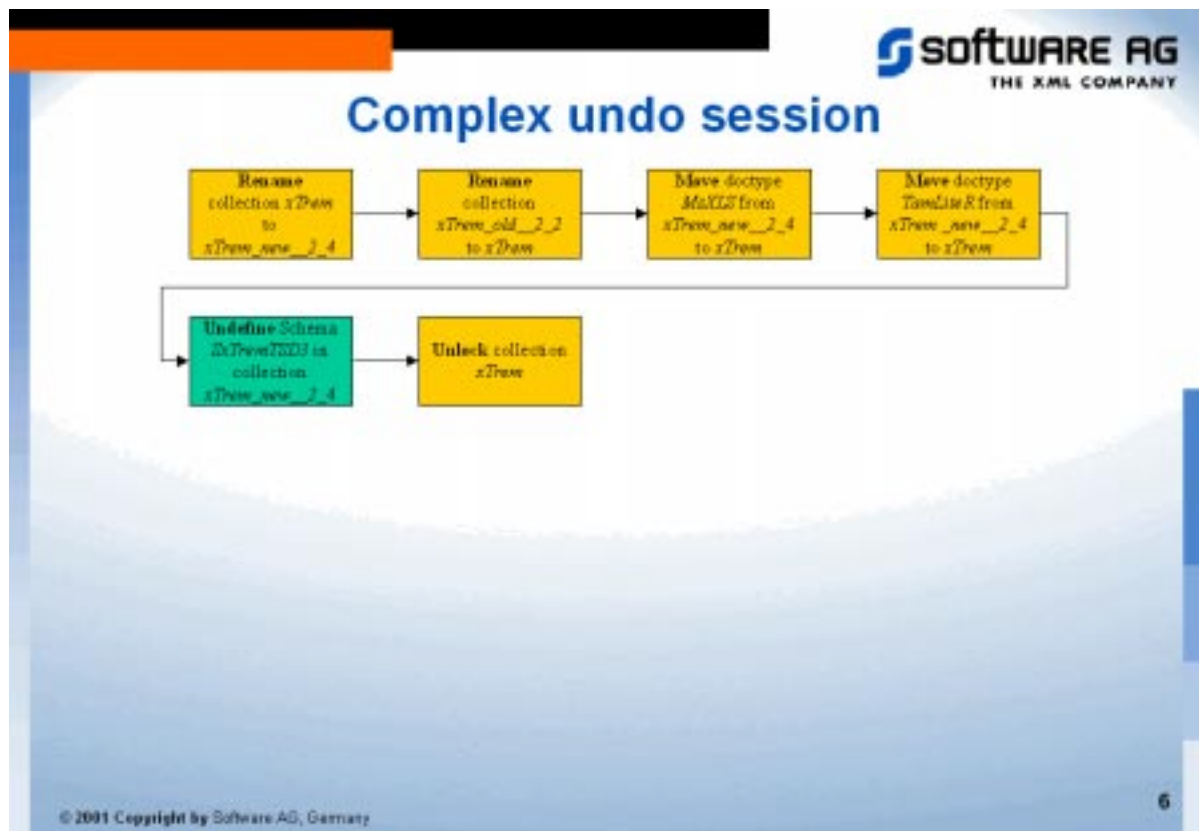 software AG
THE XML COMPANY
Complex undo session
Rename
collection xTrem
to
xTrem_new__2_4
Rename
collection
xTrem_old__2_2
to xTrem
Move doctype
MsXLS from
xTrem_new__2_4
to xTrem
Move doctype
TamLiteR from
xTrem _new__2_4
to xTrem
Undefine Schema
in
collection
xTrem_new__2_4
Unlock collection
xTrem
© 2001 Copyright by Software AG, Germany
6